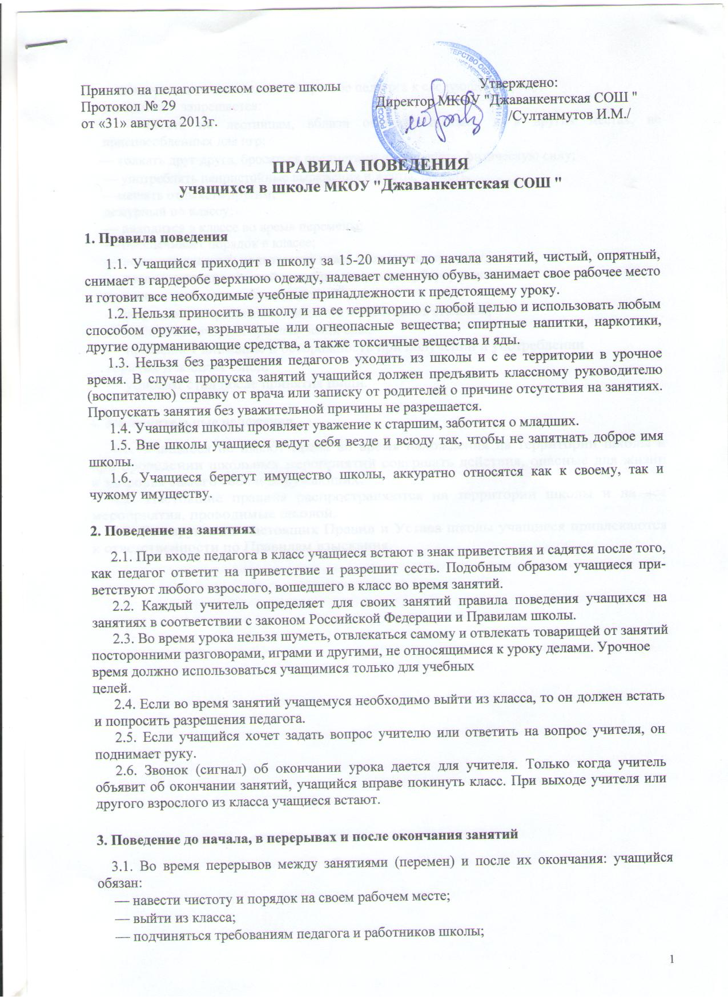 Принято на педагогическом совете школы
Протокол № 29
от «31» августа 2013г.
Утверждено:
Директор МКОУ "Джаванкентская СОШ "
/Султанмутов И.М./
ПРАВИЛА ПОВЕДЕНИЯ
учащихся в школе МКОУ "Джаванкентская СОШ "
1. Правила поведения
1.1. Учащийся приходит в школу за 15-20 минут до начала занятий, чистый, опрятный,
снимает в гардеробе верхнюю одежду, надевает сменную обувь, занимает свое рабочее место
и готовит все необходимые учебные принадлежности к предстоящему уроку.
1.2. Нельзя приносить в школу и на ее территорию с любой целью и использовать любым
способом оружие, взрывчатые или огнеопасные вещества; спиртные напитки, наркотики,
другие одурманивающие средства, а также токсичные вещества и яды.
1.3. Нельзя без разрешения педагогов уходить из школы и с ее территории в урочное
время. В случае пропуска занятий учащийся должен предъявить классному руководителю
(воспитателю) справку от врача или записку от родителей о причине отсутствия на занятиях.
Пропускать занятия без уважительной причины не разрешается.
1.4. Учащийся школы проявляет уважение к старшим, заботится о младших.
1.5. Вне школы учащиеся ведут себя везде и всюду так, чтобы не запятнать доброе имя
школы.
1.6. Учащиеся берегут имущество школы, аккуратно относятся как к своему, так и
чужому имуществу.
2. Поведение на занятиях
2.1. При входе педагога в класс учащиеся встают в знак приветствия и садятся после того,
как педагог ответит на приветствие и разрешит сесть. Подобным образом учащиеся при-
ветствуют любого взрослого, вошедшего в класс во время занятий.
2.2. Каждый учитель определяет для своих занятий правила поведения учащихся на
занятиях в соответствии с законом Российской Федерации и Правилам школы.
2.3. Во время урока нельзя шуметь, отвлекаться самому и отвлекать товарищей от занятий
посторонними разговорами, играми и другими, не относящимися к уроку делами. Урочное
время должно использоваться учащимися только для учебных
целей.
2.4. Если во время занятий учащемуся необходимо выйти из класса, то он должен встать
и попросить разрешения педагога.
2.5. Если учащийся хочет задать вопрос учителю или ответить на вопрос учителя, он
поднимает руку.
2.6. Звонок (сигнал) об окончании урока дается для учителя. Только когда учитель
объявит об окончании занятий, учащийся вправе покинуть класс. При выходе учителя или
другого взрослого из класса учащиеся встают.
3. Поведение до начала, в перерывах и после окончания занятий
3.1. Во время перерывов между занятиями (перемен) и после их окончания: учащийся
обязан:
— навести чистоту и порядок на своем рабочем месте;
— выйти из класса;
— подчиняться требованиям педагога и работников школы;
1